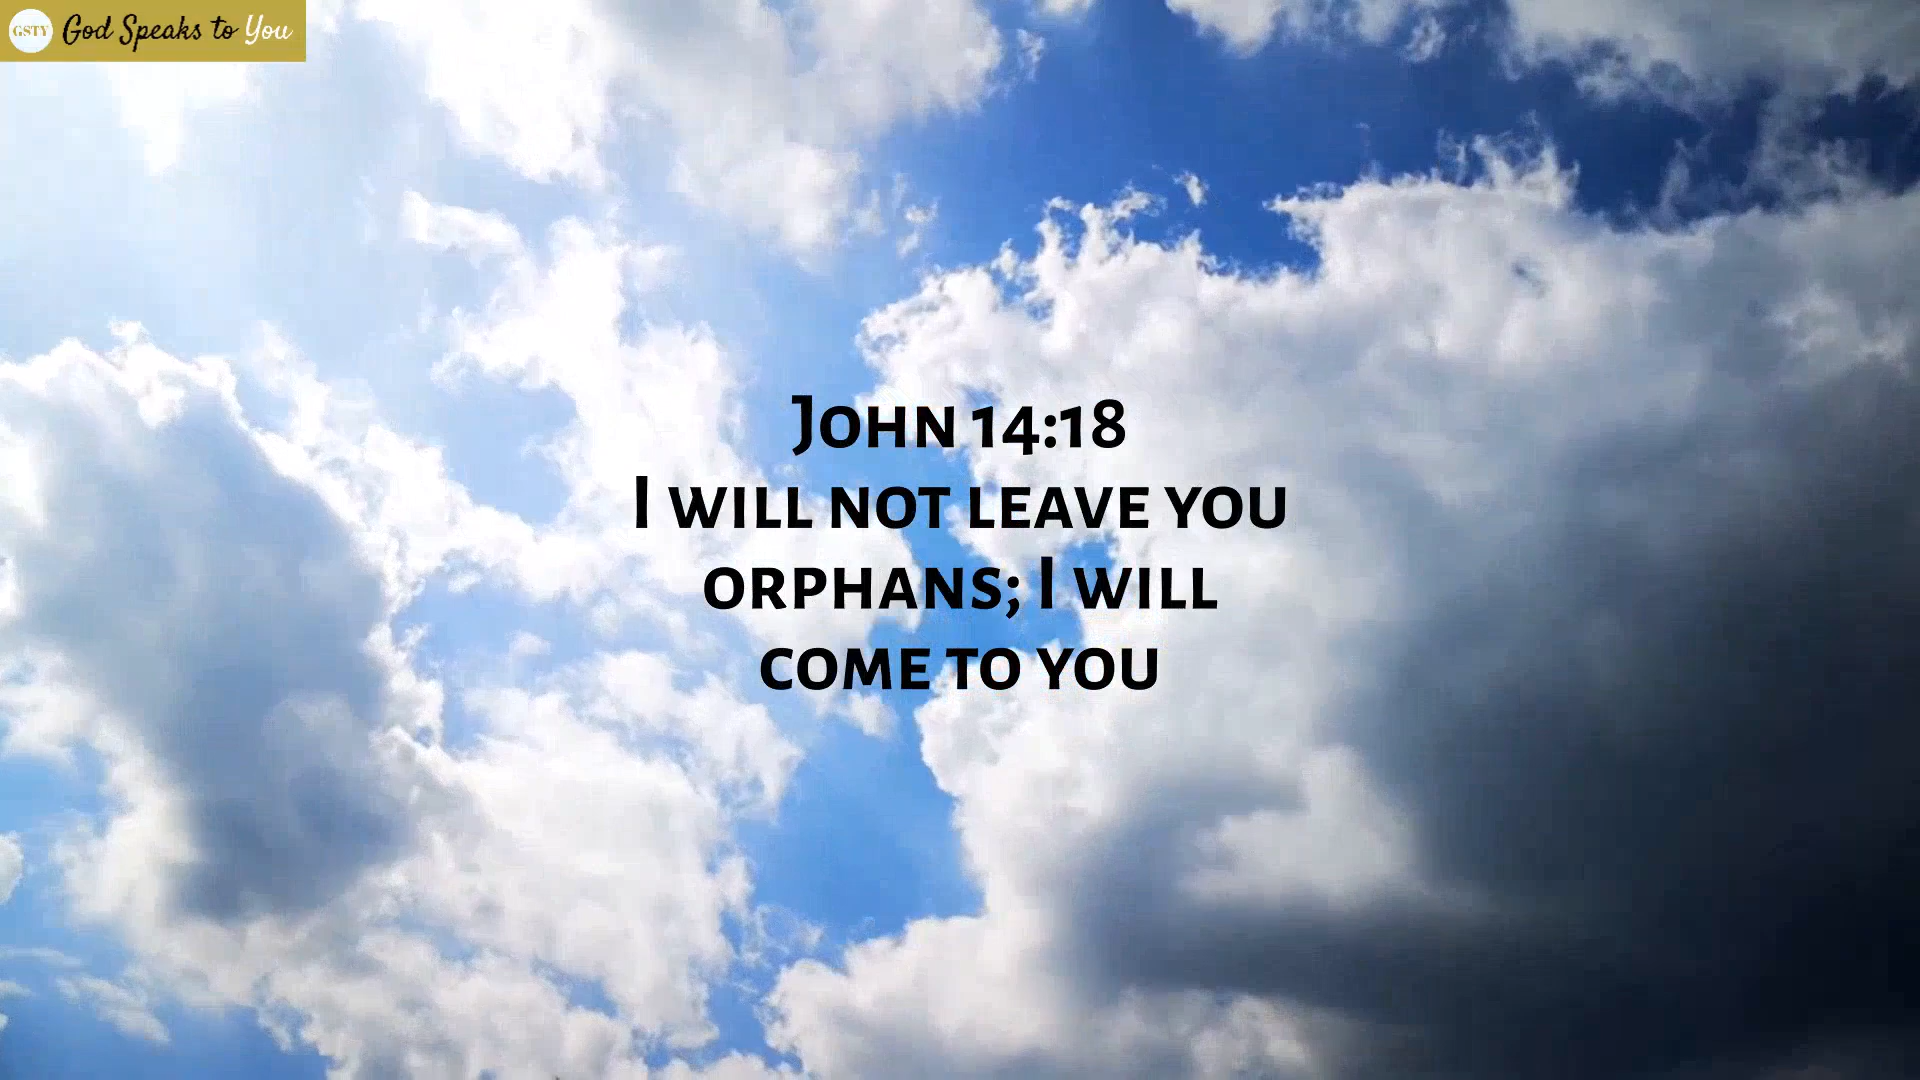 GSTY God Speaks to You
John 14:18
I will not leave you
orphans; I will
come to you